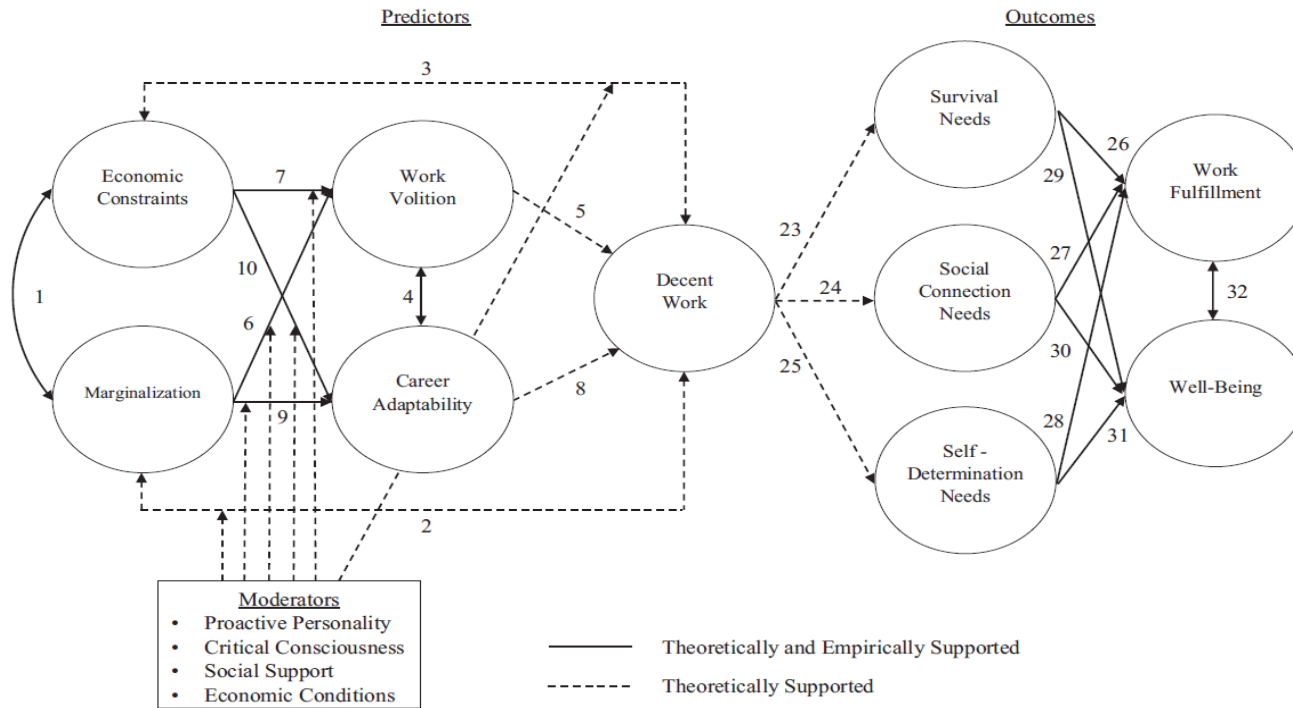 Predictors
Outcomes
3
Survival
Needs
26
Economic
Constraints
7
Work
Volition
29
Work
Fulfillment
5
23
10
27
Decent
Work
Social
Connection
Needs
1
4
24
32
6
30
25
Marginalization
Career
Adaptability
8
Well-Being
9
28
31
Self -
Determination
Needs
2
Moderators
• Proactive Personality
• Critical Consciousness
• Social Support
• Economic Conditions
Theoretically and Empirically Supported
Theoretically Supported